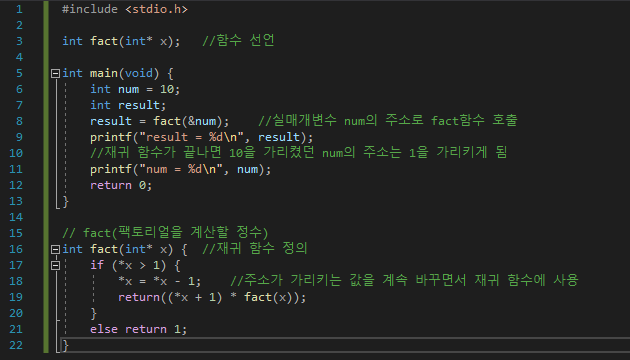 1 #include <stdio.h>
2
3 int fact(int* x); //함수 선언
4
5 int main(void) {
6 int num = 10;
7 int result;
8 result = fact(&num); //실매개변수 num의 주소로 fact함수 호출
9 printf("result = %d\n", result);
10 //재귀 함수가 끝나면 10을 가리켰던 num의 주소는 1을 가리키게 됨
11 printf("num = %d\n", num);
12 return 0;
13 }
14
15 // fact(팩토리얼을 계산할 정수)
16 int fact(int* x) { //재귀 함수 정의
17 if (*x > 1) {
18 *x = *x - 1; //주소가 가리키는 값을 계속 바꾸면서 재귀 함수에 사용
19 return((*x + 1) * fact(x));
20 }
21 else return 1;
22 }